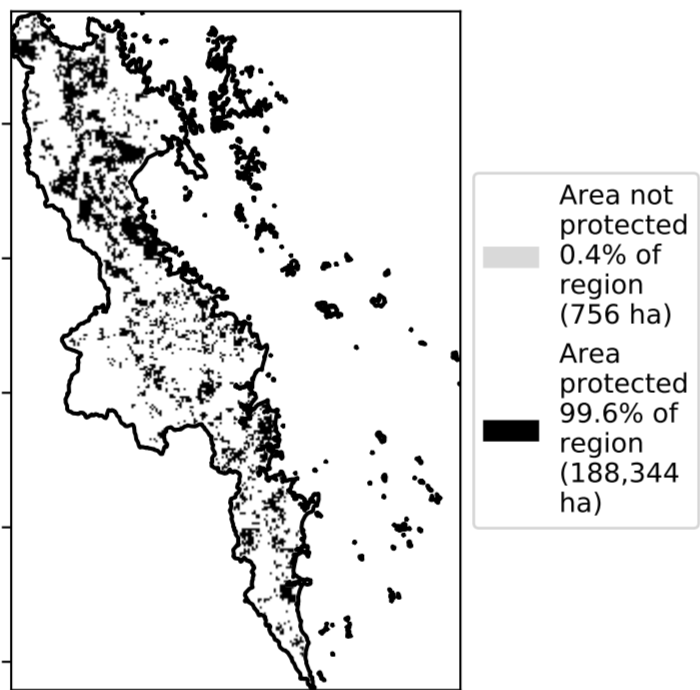 Area not
protected
0.4% of
region
(756 ha)
Area
protected
99.6% of
region
(188,344
ha)